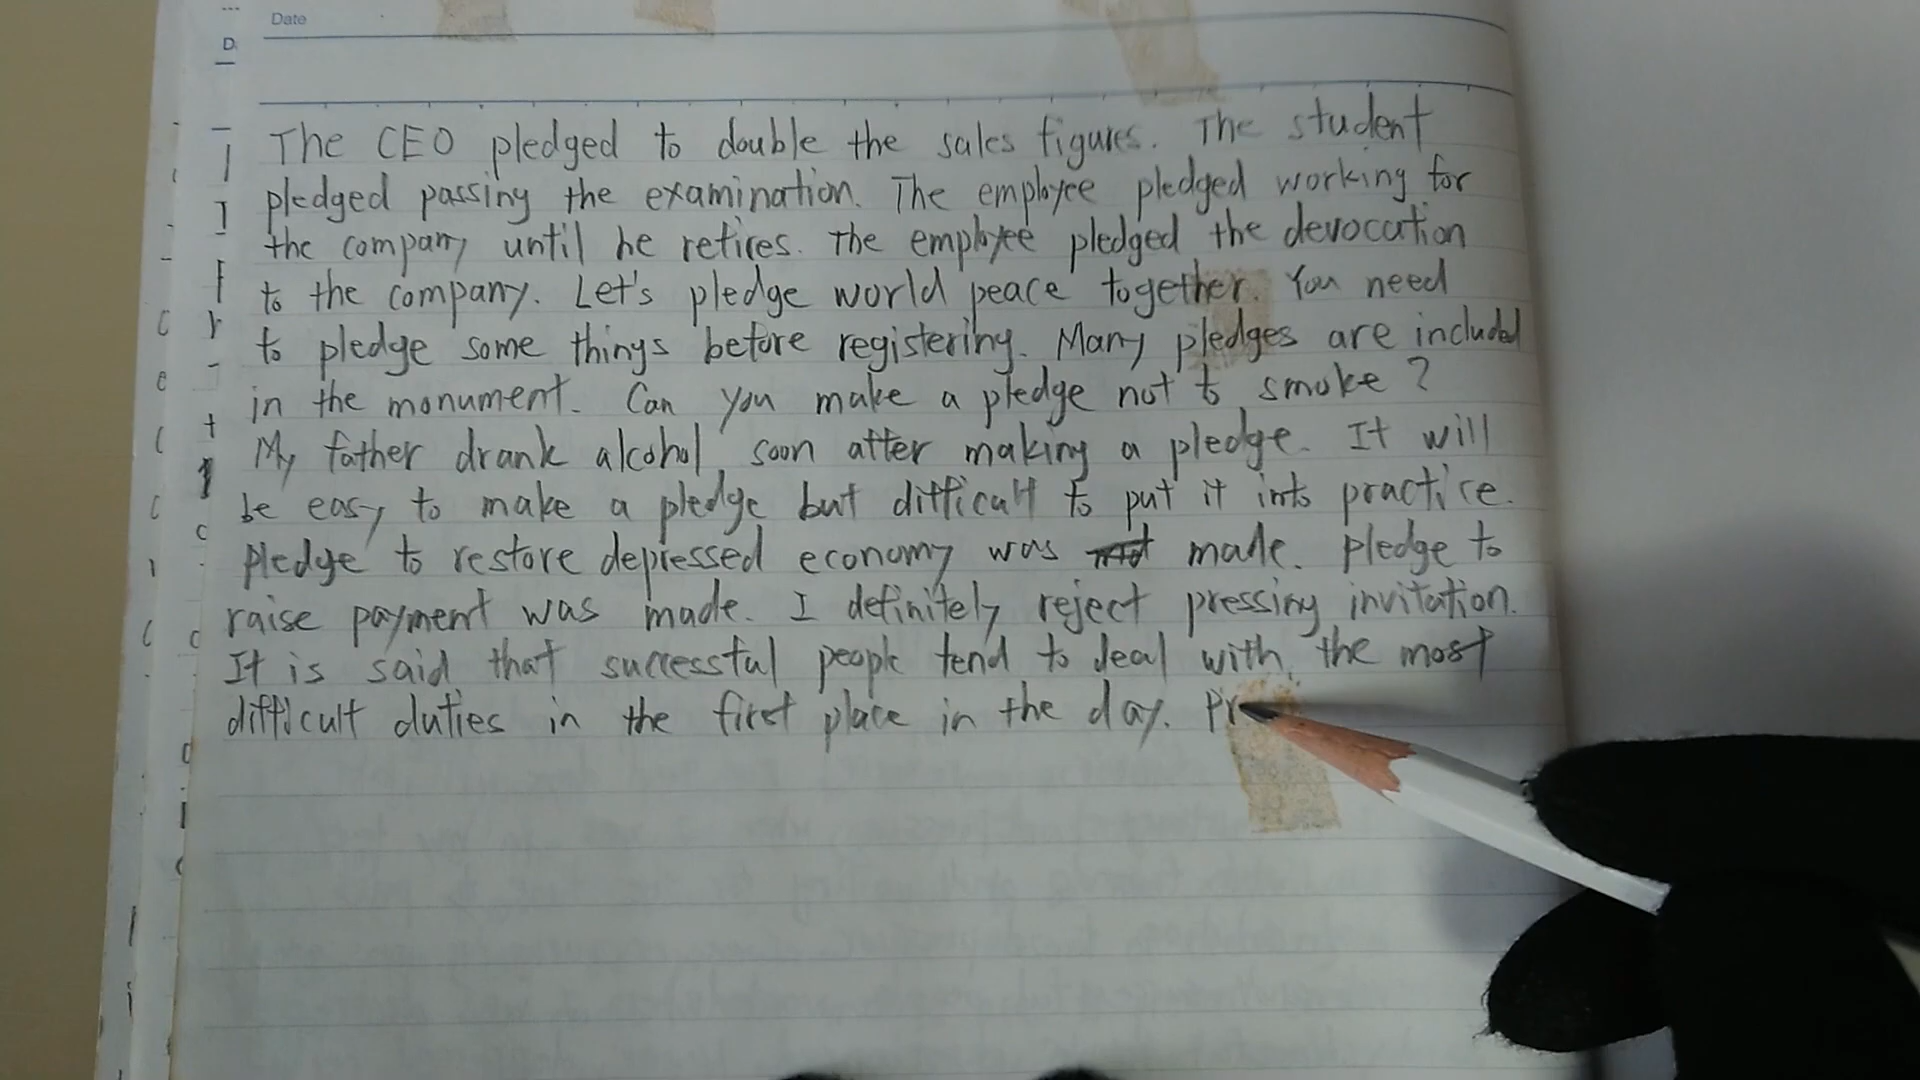 Date
D.
The CEO pledged to double the sales figures. The student
pledged passing the examination. The employee pledged working for
the company until he retires. The employee pledged the devocation
to the company. Let's pledge world peace together. You need
to pledge some things before registering. Many pledges are included
in the monument. Can you make a pledge not to smoke?
My father drank alcohol soon after making a pledge. It will
be easy to make a pledge but difficult to put it into practice.
Pledge to restore depressed economy was made. Pledge to
raise payment was made. I definitely reject pressing invitation.
It is said that successful people tend to deal with the most
difficult duties in the first place in the day. Pr